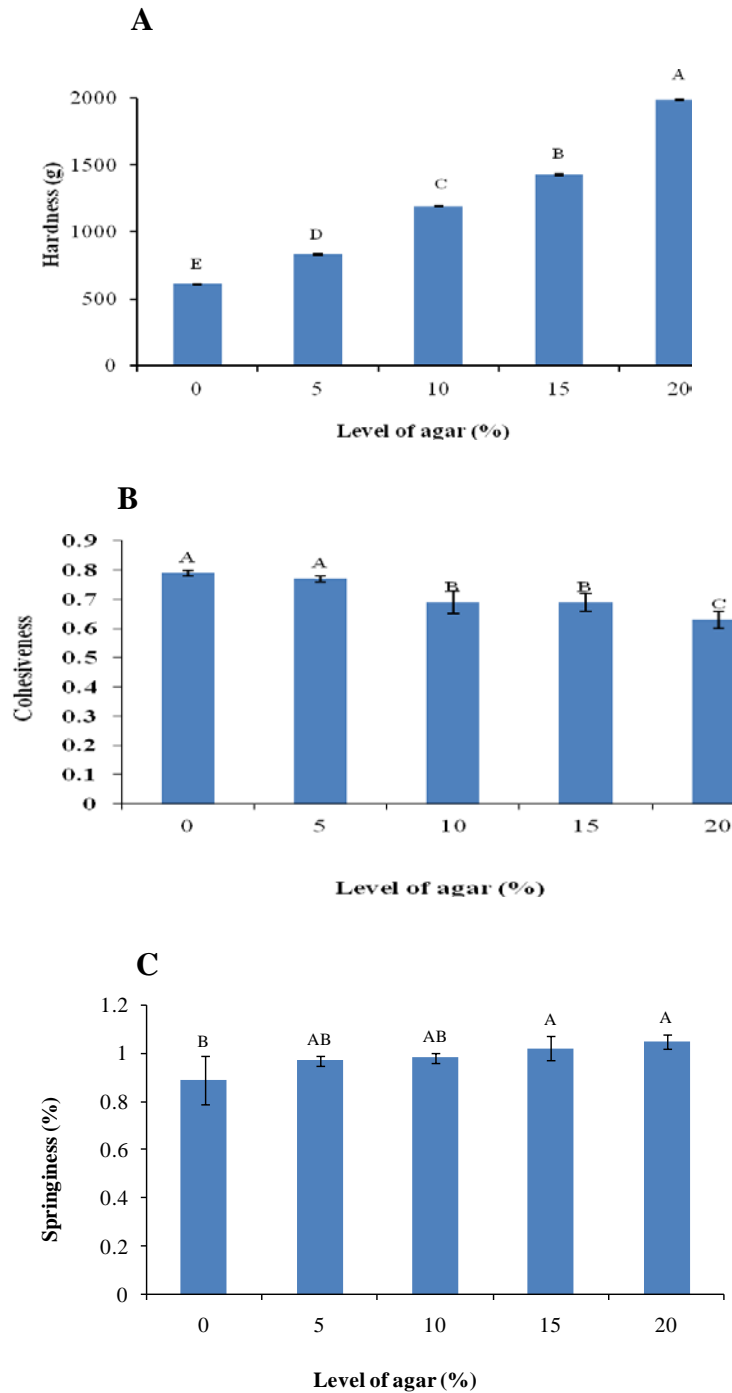 A
A
2000
B
1500
C
D
1000
E
500
0
Hardness (g)
0 5 10 15 20
Level of agar (%)
B
0.9
A A
0.8
B B
0.7
C
0.6
0.5
0.4
0.3
0.2
0.1
0
Cohesiveness
0 5 10 15 20
Level of agar (%)
C
1.2
B AB AB A A
1
0.8
0.6
0.4
0.2
0
Springiness (%)
0 5 10 15 20
Level of agar (%)